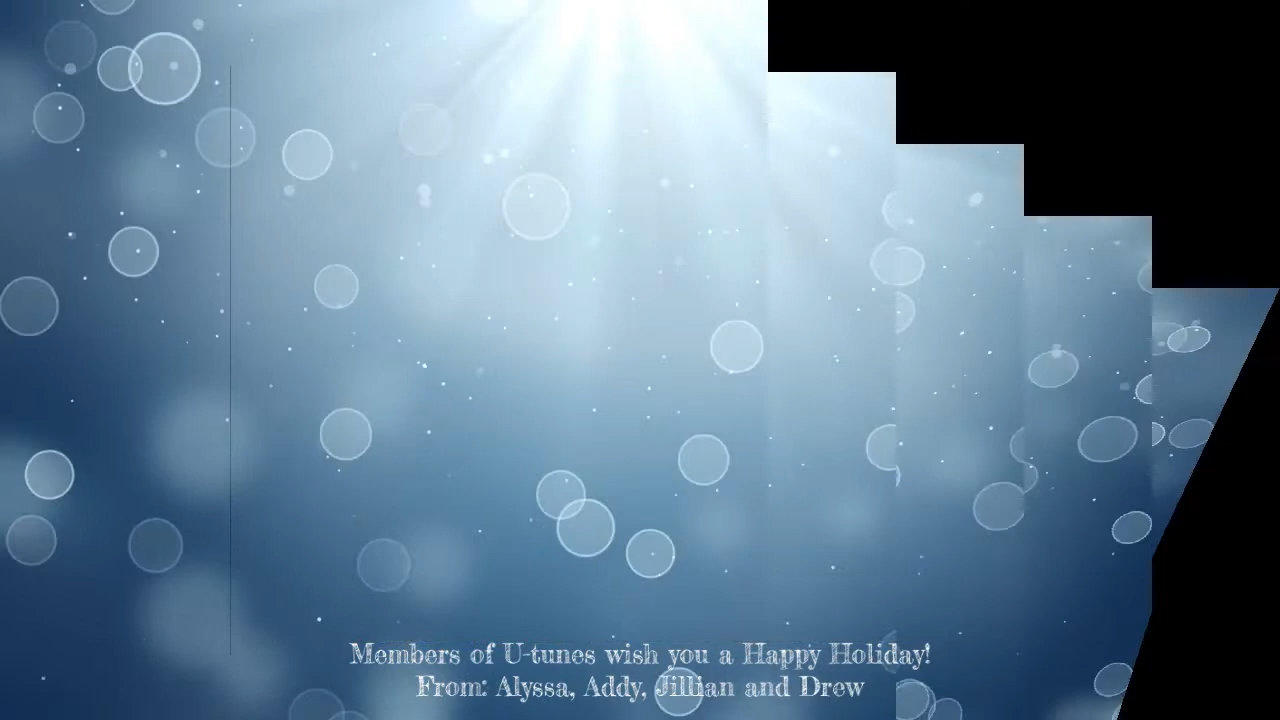 Members of U-tunes wish you a Happy Holiday!
From: Alyssa, Addy, Jillian and Drew